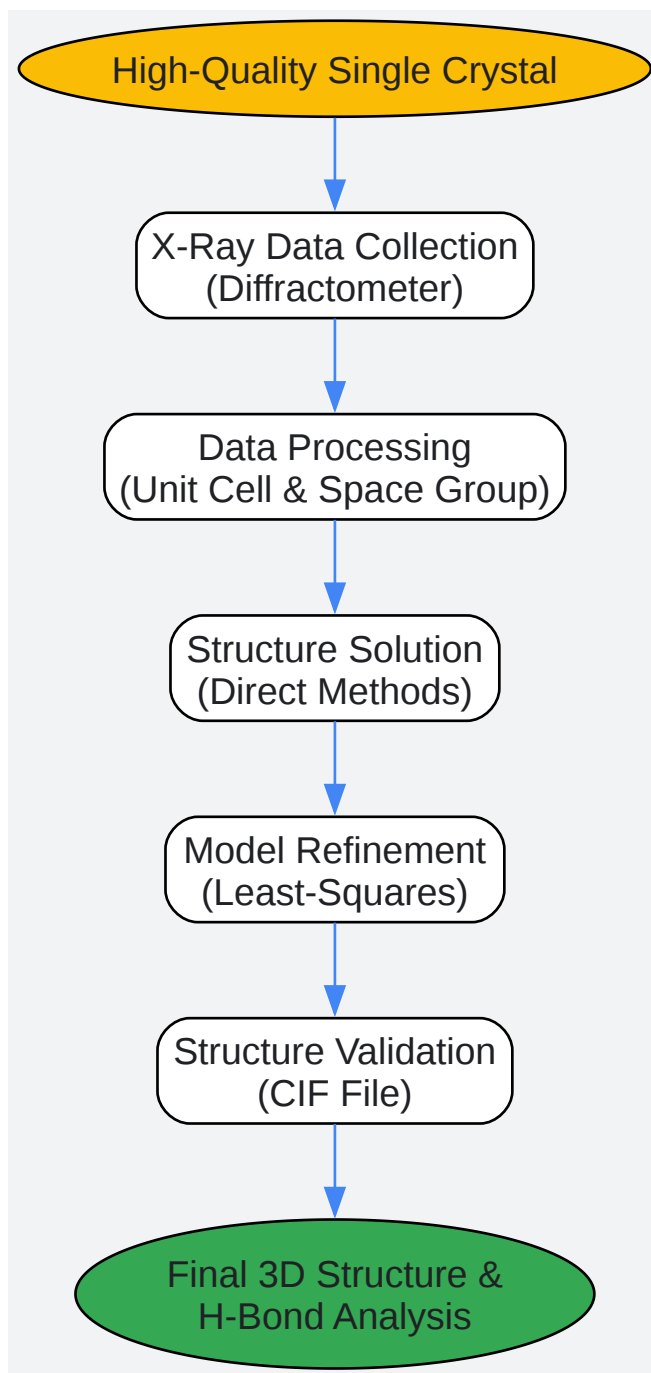 High-Quality Single Crystal
X-Ray Data Collection
(Diffractometer)
Data Processing
(Unit Cell & Space Group)
Structure Solution
(Direct Methods)
Model Refinement
(Least-Squares)
Structure Validation
(CIF File)
Final 3D Structure &
H-Bond Analysis